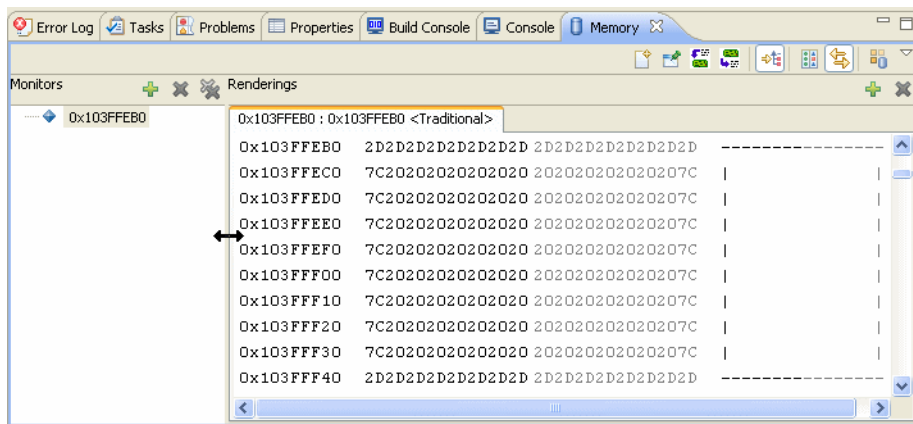 Error Log Tasks Problems Properties Build Console Console Memory
Monitors Renderings
0x103FFEB0 0x103FFEB0 : 0x103FFEB0 <Traditional>
0x103FFEB0 2D2D2D2D2D2D2D2D 2D2D2D2D2D2D2D2D ----------------
0x103FFEC0 7C20202020202020 202020202020207C | |
0x103FFED0 7C20202020202020 202020202020207C | |
0x103FFEE0 7C20202020202020 202020202020207C | |
0x103FFEF0 7C20202020202020 202020202020207C | |
0x103FFF00 7C20202020202020 202020202020207C | |
0x103FFF10 7C20202020202020 202020202020207C | |
0x103FFF20 7C20202020202020 202020202020207C | |
0x103FFF30 7C20202020202020 202020202020207C | |
0x103FFF40 2D2D2D2D2D2D2D2D 2D2D2D2D2D2D2D2D ----------------